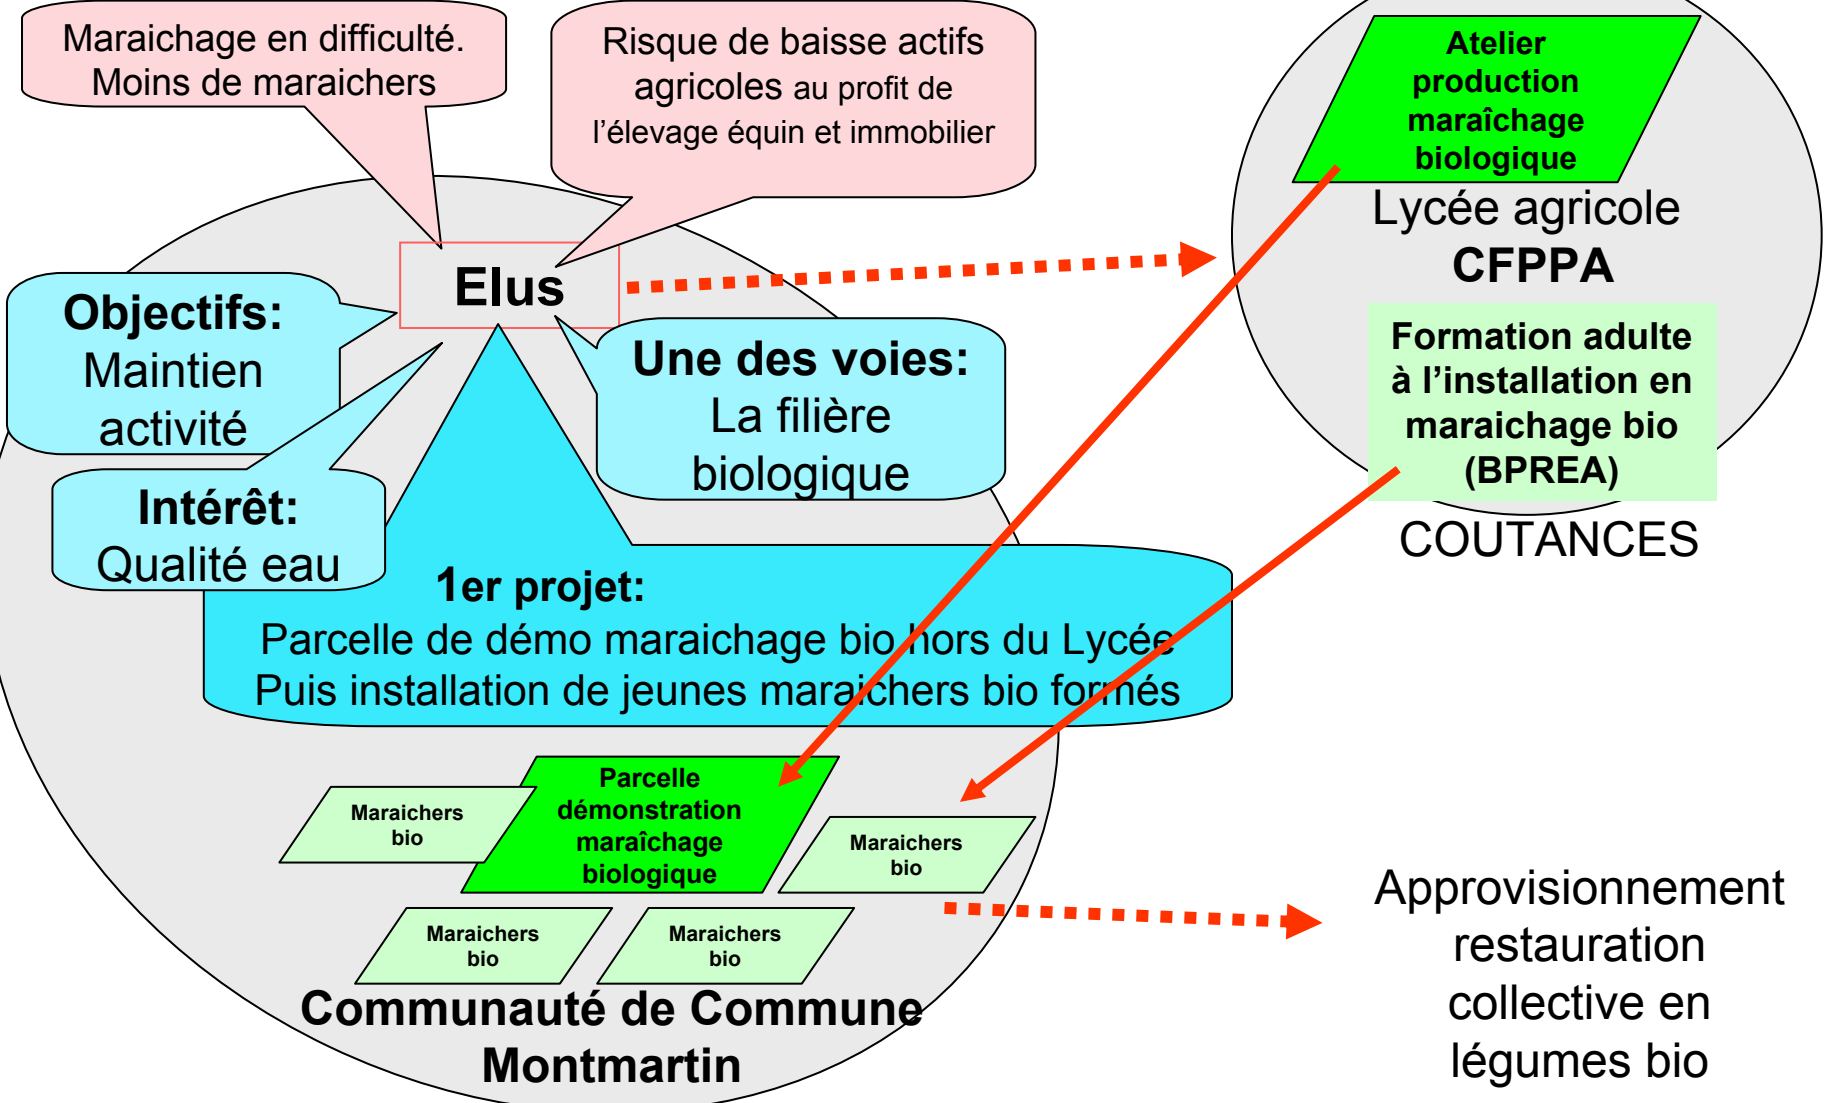 Maraichage en difficulté.
Moins de maraichers
Risque de baisse actifs
agricoles au profit de
l’élevage équin et immobilier
Atelier
production
maraîchage
biologique
Lycée agricole
CFPPA
Formation adulte
à l’installation en
maraichage bio
(BPREA)
COUTANCES
Elus
Objectifs:
Maintien
activité
Une des voies:
La filière
biologique
Intérêt:
Qualité eau
1er projet:
Parcelle de démo maraichage bio hors du Lycée
Puis installation de jeunes maraichers bio formés
Parcelle
démonstration
maraîchage
biologique
Maraichers
bio
Maraichers
bio
Maraichers
bio
Maraichers
bio
Communauté de Commune
Montmartin
Approvisionnement
restauration
collective en
légumes bio